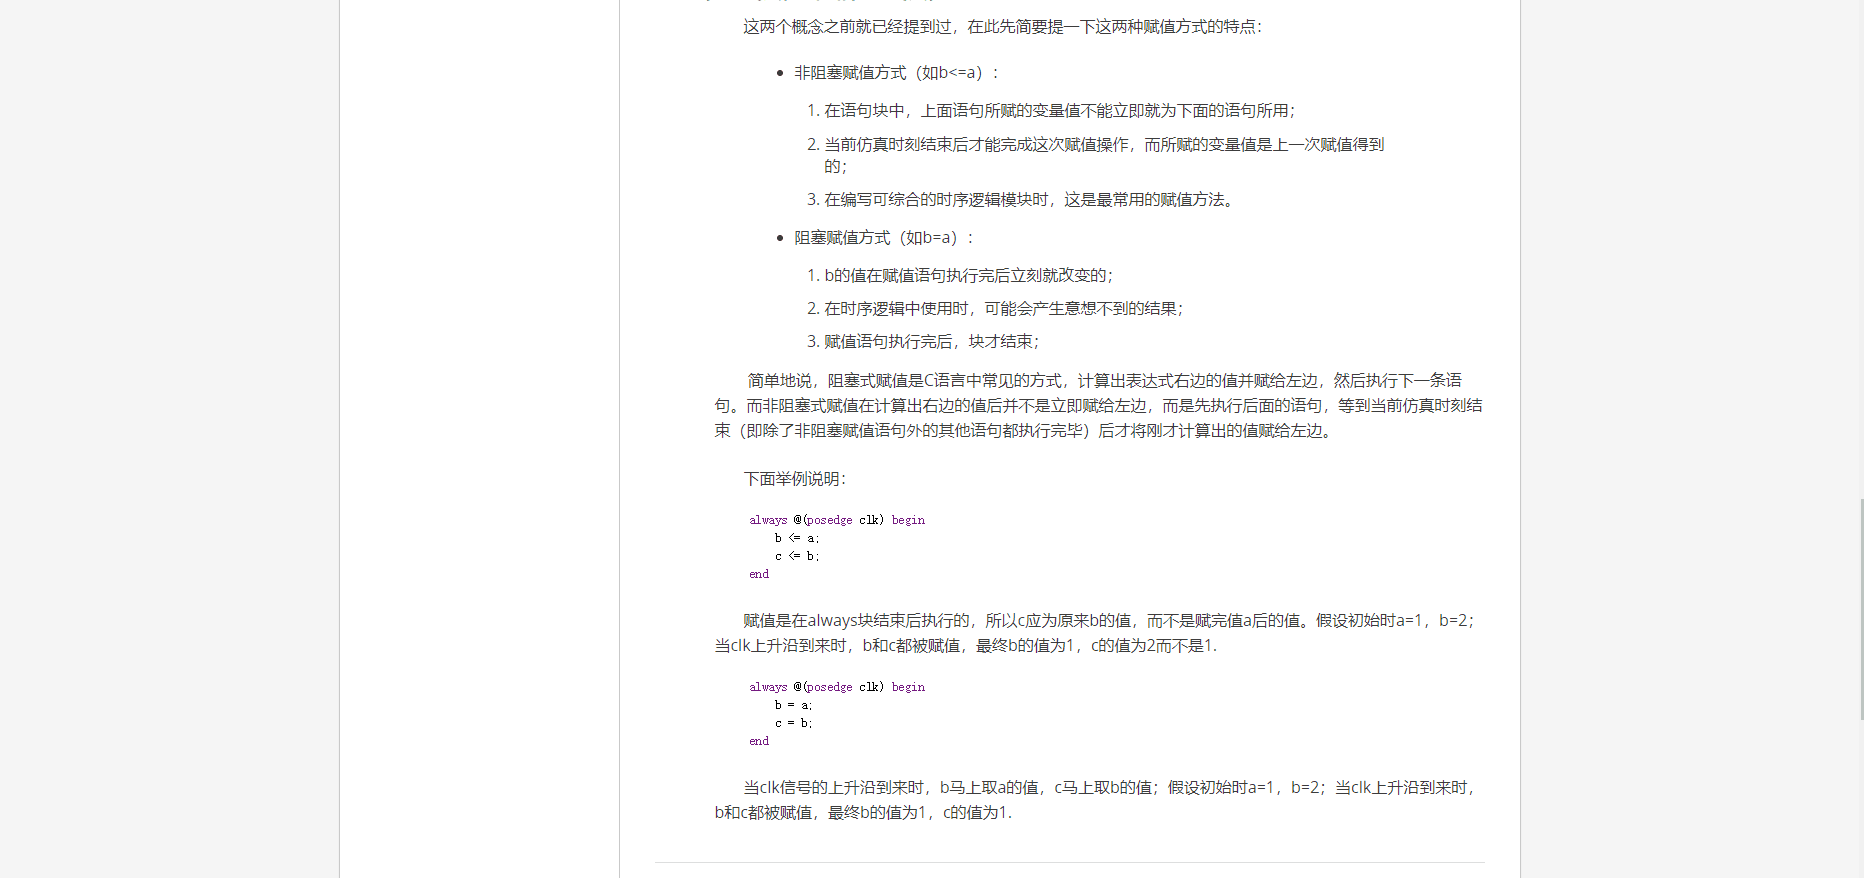 这两个概念之前就已经提到过，在此先简要提一下这两种赋值方式的特点：
• 非阻塞赋值方式（如b<=a）：
1. 在语句块中，上面语句所赋的变量值不能立即就为下面的语句所用；
2. 当前仿真时刻结束后才能完成这次赋值操作，而所赋的变量值是上一次赋值得到
的；
3. 在编写可综合的时序逻辑模块时，这是最常用的赋值方法。
• 阻塞赋值方式（如b=a）：
1. b的值在赋值语句执行完后立刻就改变的；
2. 在时序逻辑中使用时，可能会产生意想不到的结果；
3. 赋值语句执行完后，块才结束；
简单地说，阻塞式赋值是C语言中常见的方式，计算出表达式右边的值并赋给左边，然后执行下一条语
句。而非阻塞式赋值在计算出右边的值后并不是立即赋给左边，而是先执行后面的语句，等到当前仿真时刻结
束（即除了非阻塞赋值语句外的其他语句都执行完毕）后才将刚才计算出的值赋给左边。
下面举例说明：
always @(posedge clk) begin
b <= a;
c <= b;
end
赋值是在always块结束后执行的，所以c应为原来b的值，而不是赋完值a后的值。假设初始时a=1，b=2；
当clk上升沿到来时，b和c都被赋值，最终b的值为1，c的值为2而不是1.
always @(posedge clk) begin
b = a;
c = b;
end
当clk信号的上升沿到来时，b马上取a的值，c马上取b的值；假设初始时a=1，b=2；当clk上升沿到来时，
b和c都被赋值，最终b的值为1，c的值为1.